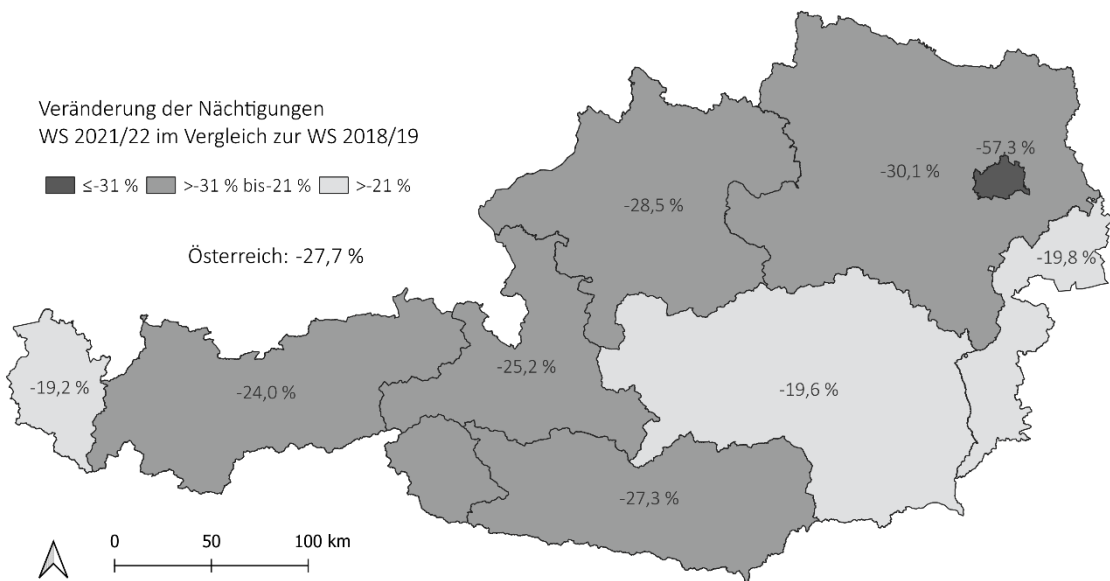 Veränderung der Nächtigungen
WS 2021/22 im Vergleich zur WS 2018/19
≤-31 % >-31 % bis-21 % >-21 %
Österreich: -27,7 %
-57,3 %
-30,1 %
-28,5 %
-19,8 %
-25,2 %
-19,2 %
-24,0 %
-19,6 %
-27,3 %
0 50 100 km